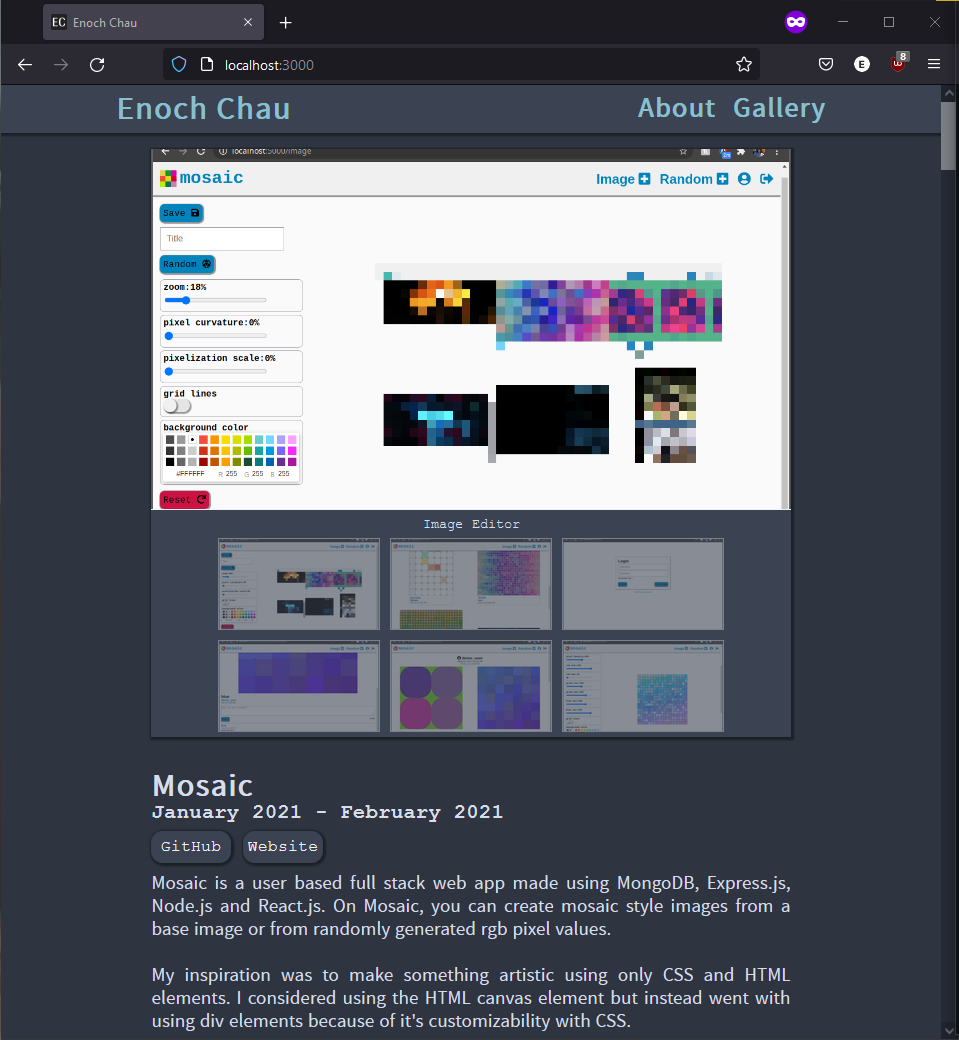 EC Enoch Chau
localhost:3000
E
8
Enoch Chau
About Gallery
localhost:5000/image
mosaic
Image Random
Save
Title
Random
zoom:18%
pixel curvature:0%
pixelization scale:0%
grid lines
background color
#FFFFFF R 255 G 255 B 255
Reset
Image Editor
Login
Mosaic
January 2021 - February 2021
GitHub Website
Mosaic is a user based full stack web app made using MongoDB, Express.js,
Node.js and React.js. On Mosaic, you can create mosaic style images from a
base image or from randomly generated rgb pixel values.
My inspiration was to make something artistic using only CSS and HTML
elements. I considered using the HTML canvas element but instead went with
using div elements because of it's customizability with CSS.